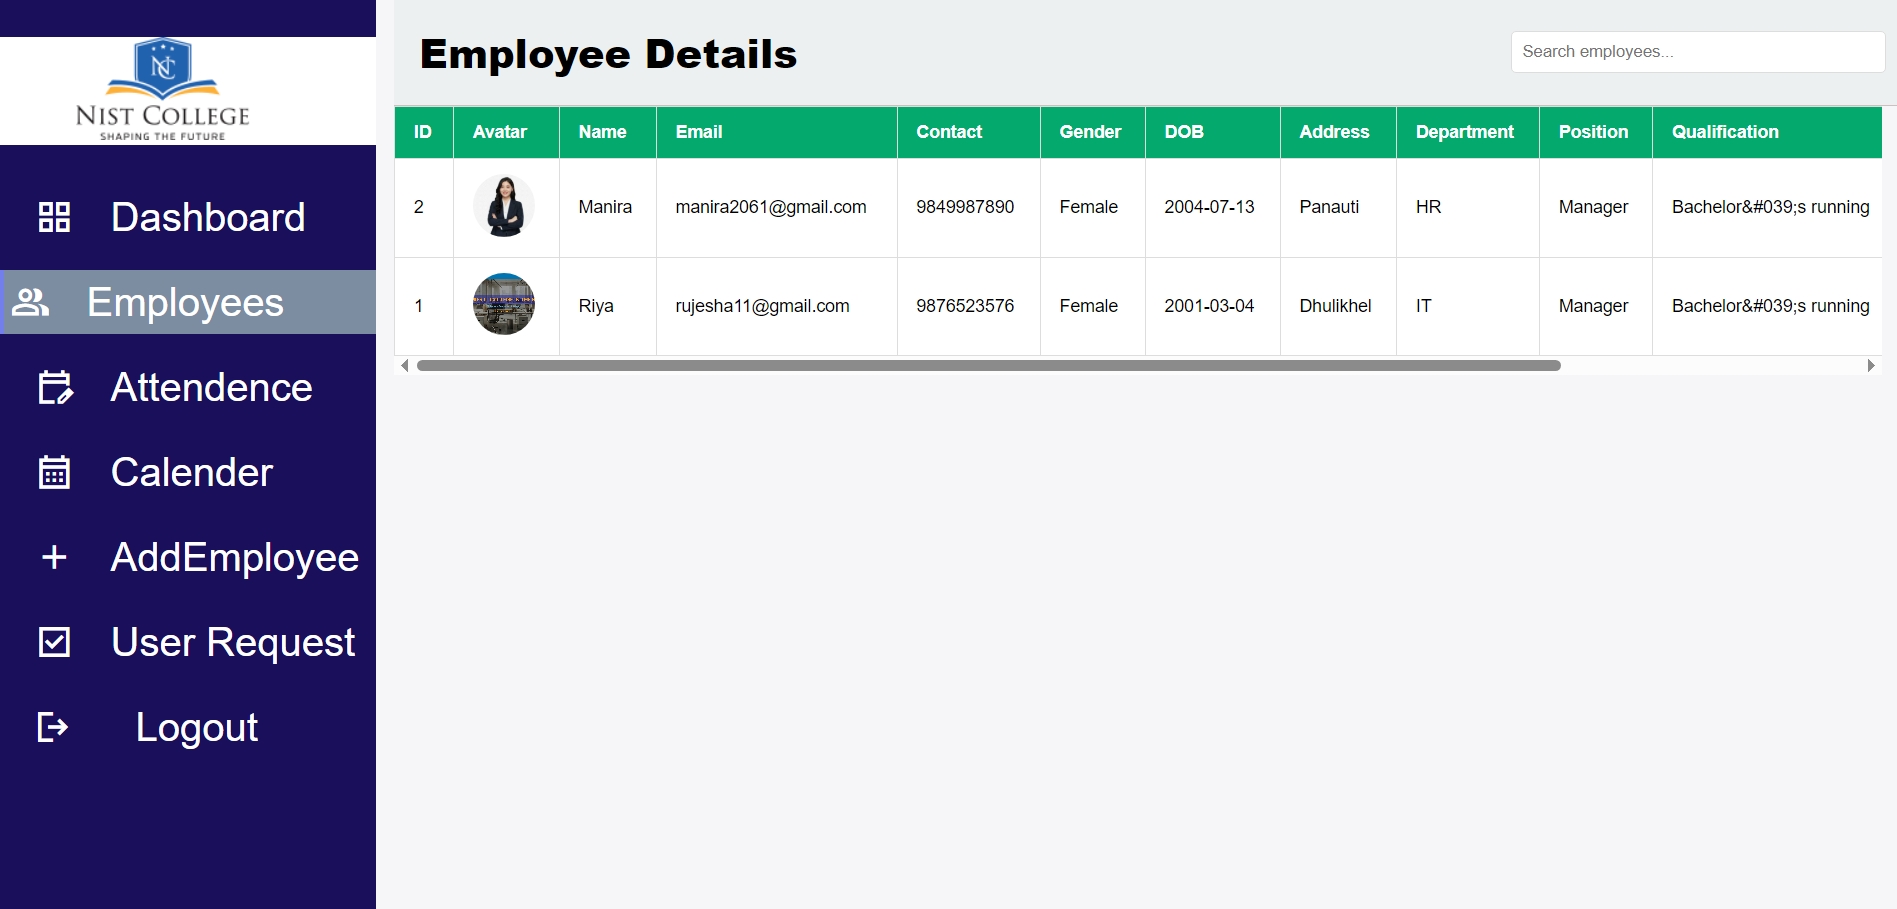 NIST COLLEGE
SHAPING THE FUTURE
Dashboard
Employees
Attendence
Calender
AddEmployee
User Request
Logout
Employee Details
Search employees...
ID Avatar Name Email Contact Gender DOB Address Department Position Qualification
2 Manira manira2061@gmail.com 9849987890 Female 2004-07-13 Panauti HR Manager Bachelor&#039;s running
1 Riya rujesha11@gmail.com 9876523576 Female 2001-03-04 Dhulikhel IT Manager Bachelor&#039;s running